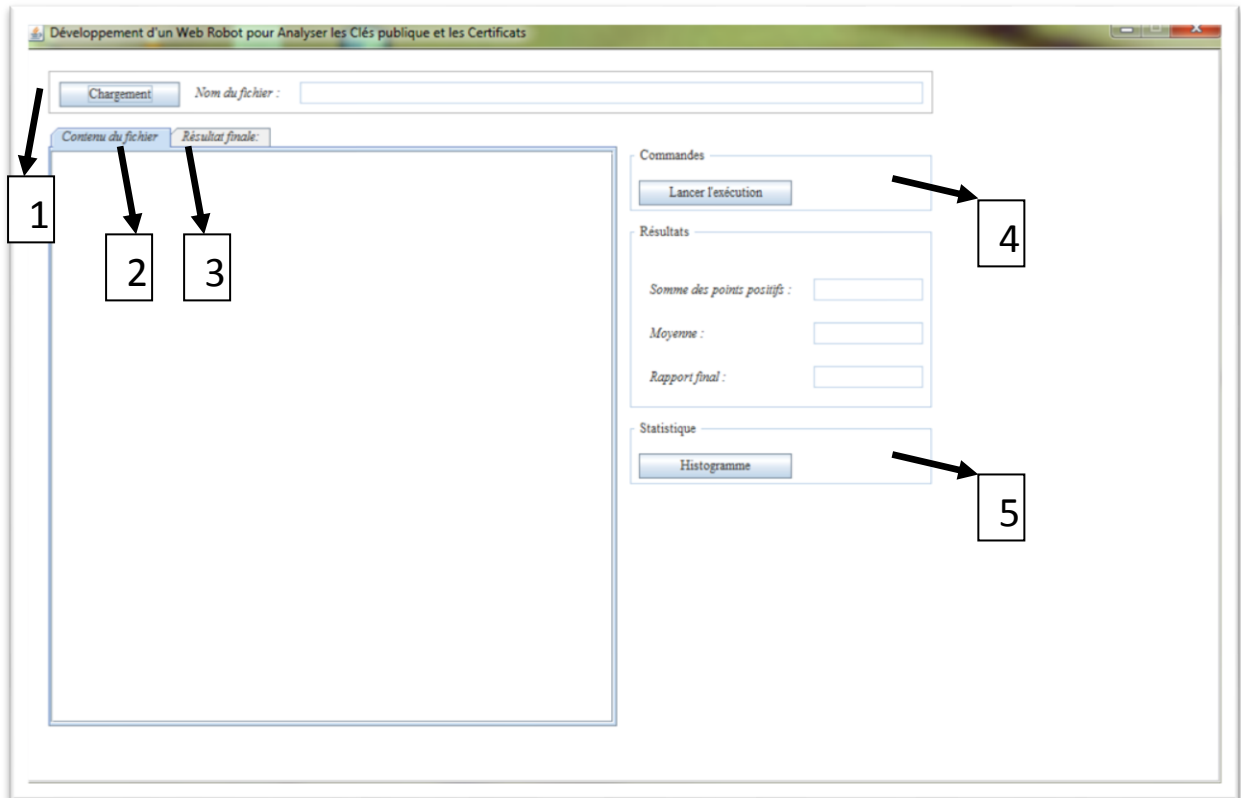 Développement d'un Web Robot pour Analyser les Clés publique et les Certificats
Chargement Nom du fichier :
Contenu du fichier Rèsultat finale:
1
2
3
Commandes
Lancer l'exécution
4
Résultats
Somme des points positifs :
Moyenne :
Rapport final :
Statistique
Histogramme
5